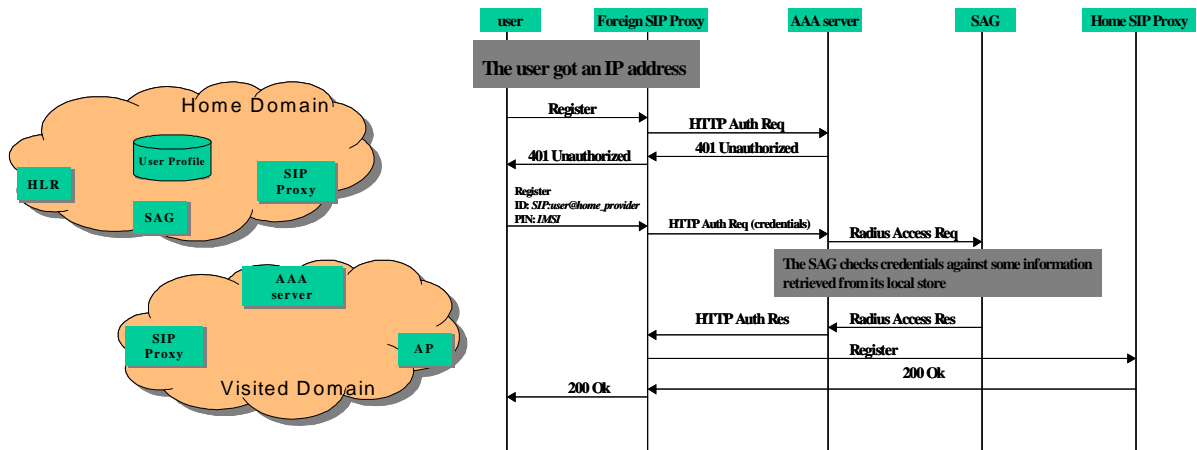 Home Domain
User Profile
HLR
SIP
Proxy
SAG
AAA
server
SIP
Proxy
AP
Visited Domain
user
Foreign SIP Proxy
AAA server
SAG
Home SIP Proxy
The user got an IP address
Register
HTTP Auth Req
401 Unauthorized
401 Unauthorized
Register
ID: SIP:user@home_provider
PIN: IMSI
HTTP Auth Req (credentials)
Radius Access Req
The SAG checks credentials against some information
retrieved from its local store
HTTP Auth Res
Radius Access Res
Register
200 Ok
200 Ok